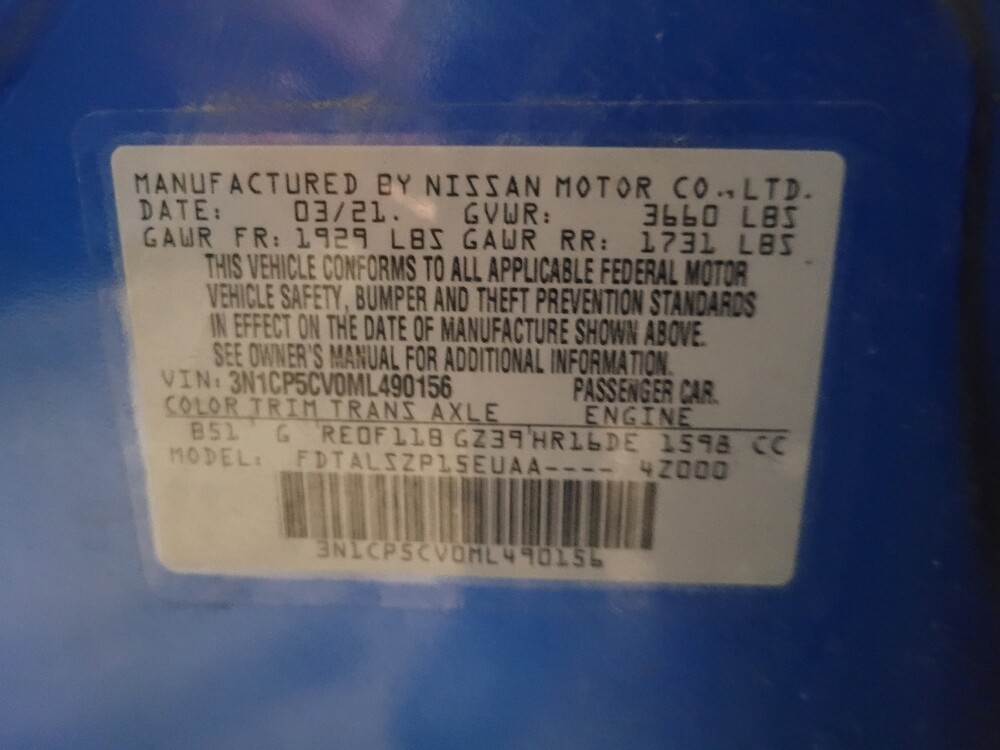 MANUFACTURED BY NISSAN MOTOR CO., LTD.
DATE: 03/21. GVWR: 3660 LBS
GAWR FR: 1929 LBS GAWR RR: 1731 LBS
THIS VEHICLE CONFORMS TO ALL APPLICABLE FEDERAL MOTOR
VEHICLE SAFETY, BUMPER AND THEFT PREVENTION STANDARDS
IN EFFECT ON THE DATE OF MANUFACTURE SHOWN ABOVE.
SEE OWNER'S MANUAL FOR ADDITIONAL INFORMATION.
VIN: 3N1CP5CV0ML490156 PASSENGER CAR.
COLOR TRIM TRANS AXLE ENGINE
B51 G RE0F11B GZ39 HR16DE 1598 CC
MODEL: FDTALSZP15EUAA---- 4Z000
3N1CP5CV0ML490156